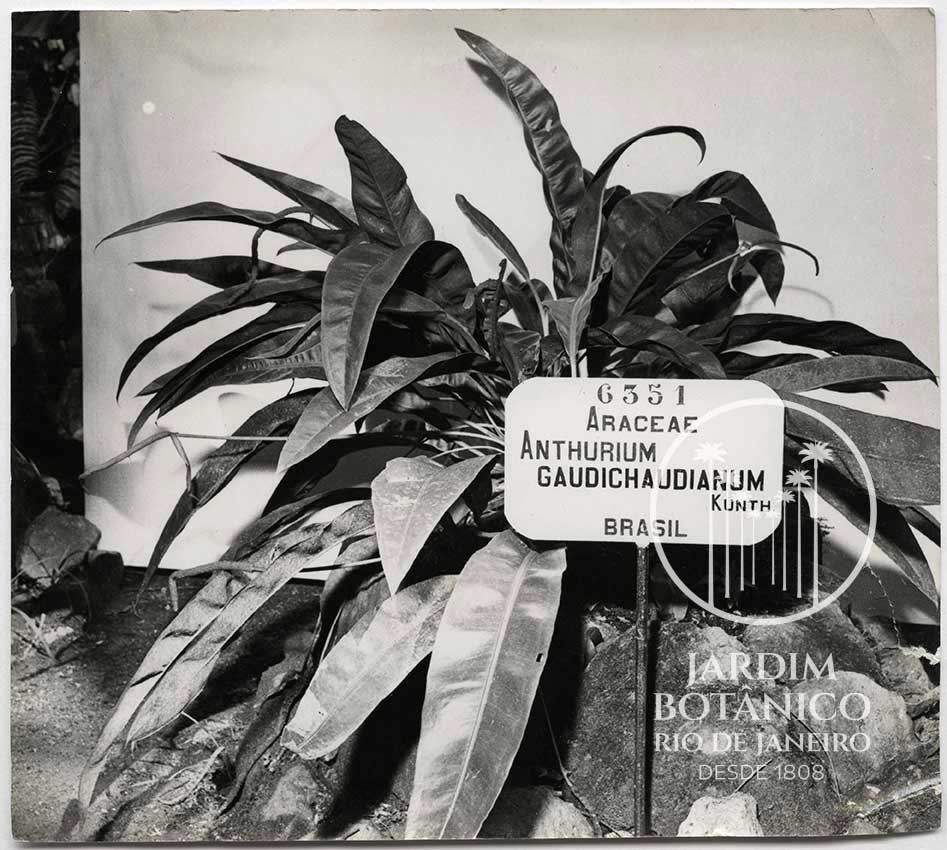 6351
ARACEAE
ANTHURIUM
GAUDICHAUDIANUM
KUNTH
BRASIL
JARDIM
BOTÂNICO
RIO DE JANEIRO
DESDE 1808